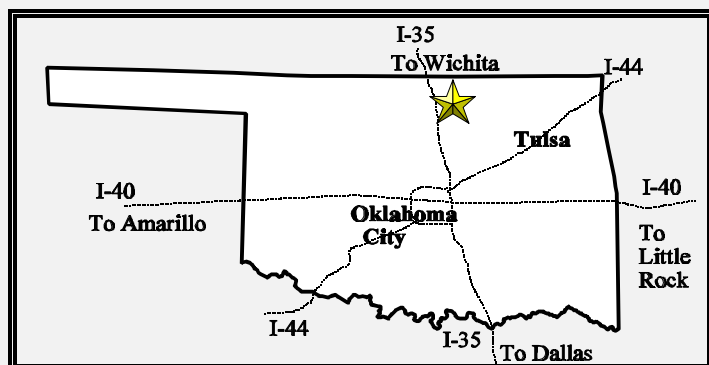 I-35
To Wichita
I-44
Tulsa
I-40
To Amarillo
I-40
Oklahoma
City
To
Little
Rock
I-44
I-35
To Dallas